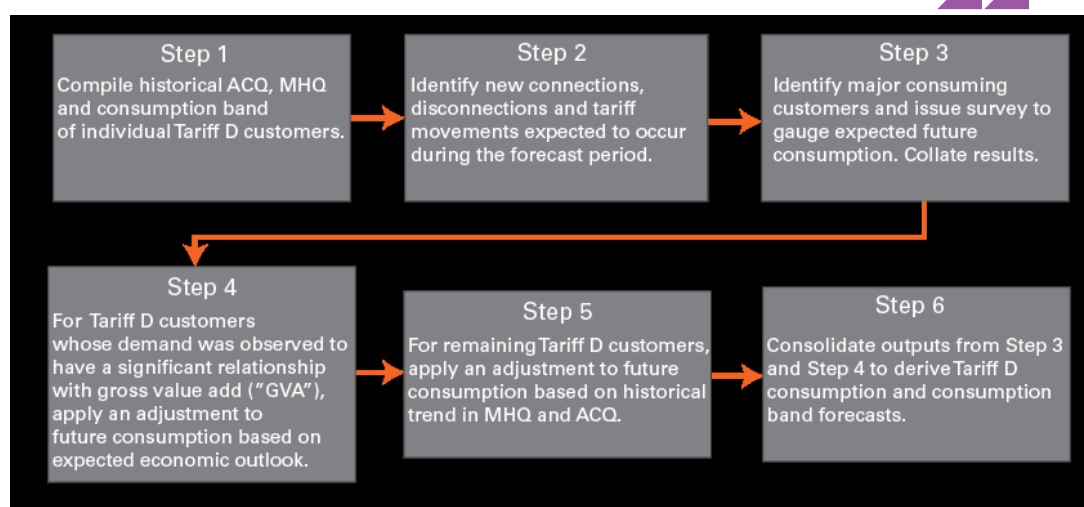 Step 1
Compile historical ACQ, MHQ
and consumption band
of individual Tariff D customers.
Step 2
Identify new connections,
disconnections and tariff
movements expected to occur
during the forecast period.
Step 3
Identify major consuming
customers and issue survey to
gauge expected future
consumption. Collate results.
Step 4
For Tariff D customers
whose demand was observed to
have a significant relationship
with gross value add ("GVA"),
apply an adjustment to
future consumption based on
expected economic outlook.
Step 5
For remaining Tariff D customers,
apply an adjustment to future
consumption based on historical
trend in MHQ and ACQ.
Step 6
Consolidate outputs from Step 3
and Step 4 to derive Tariff D
consumption and consumption
band forecasts.